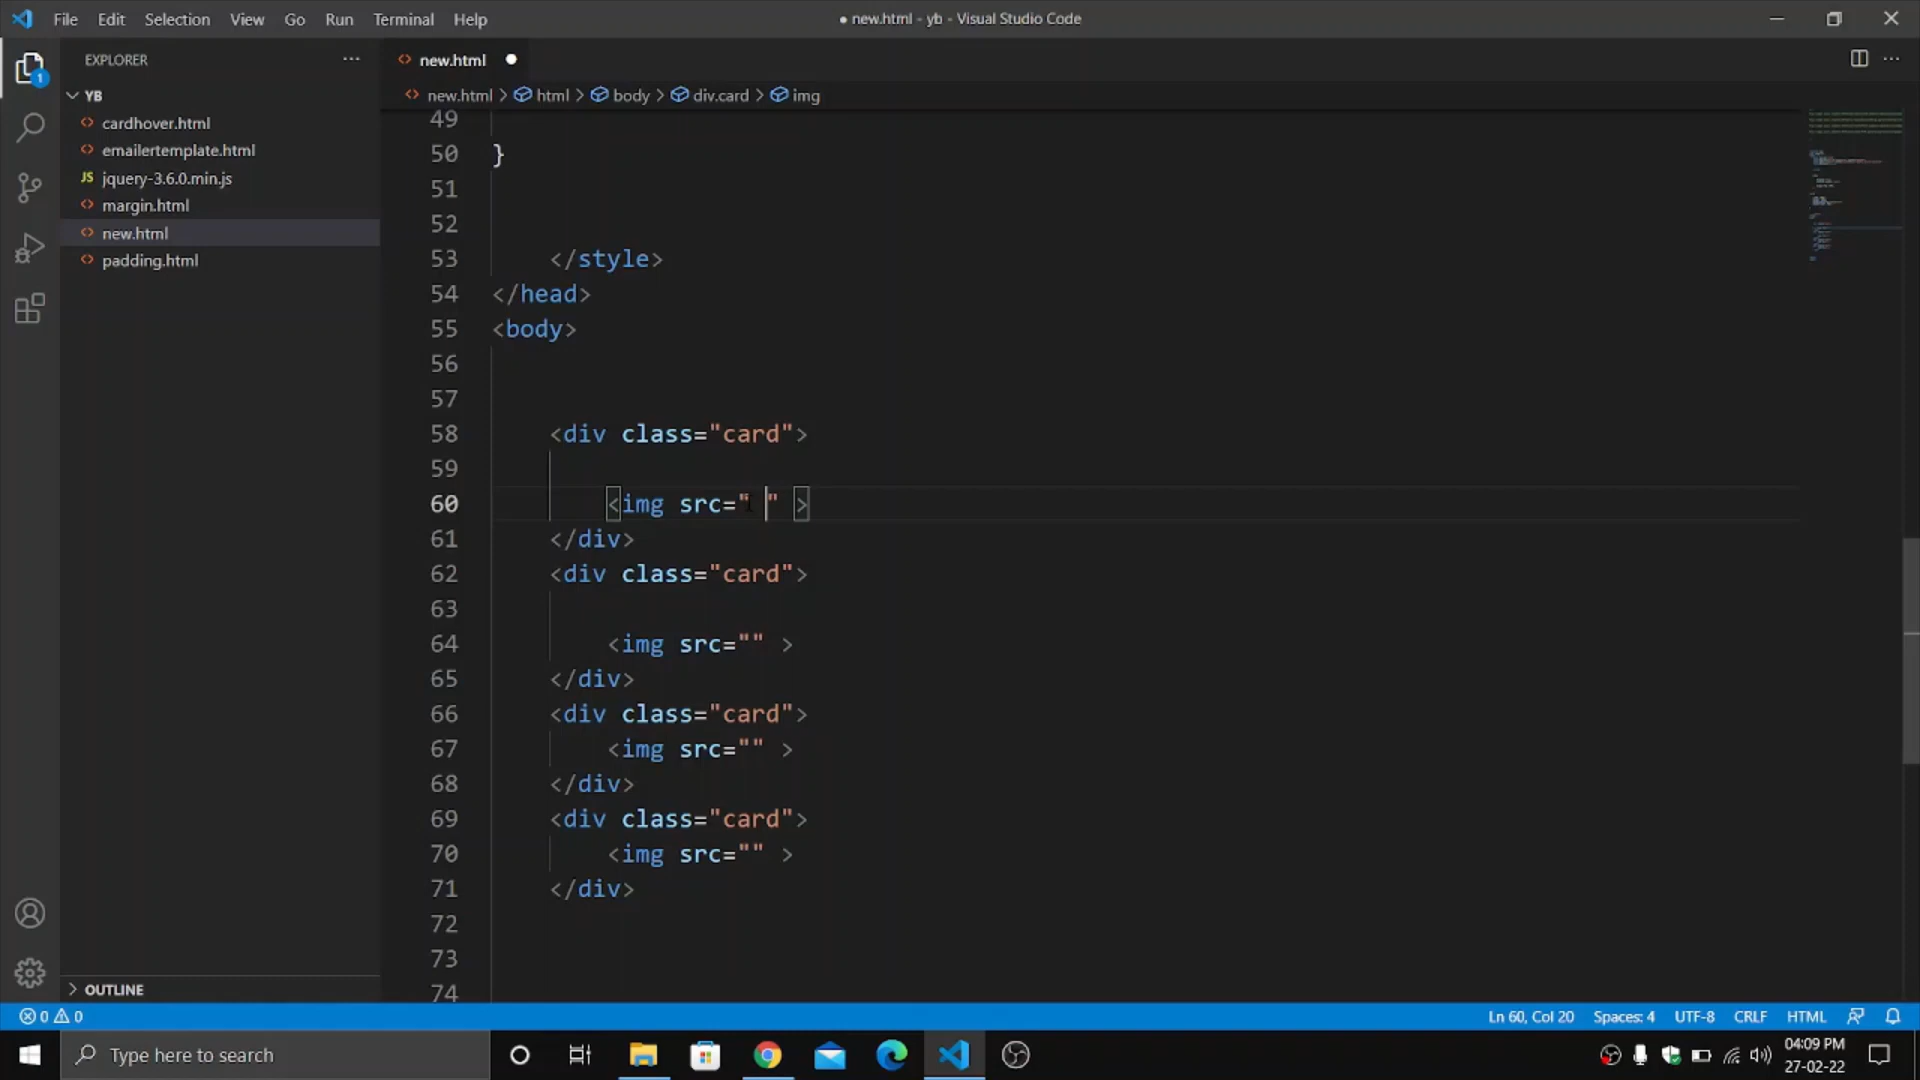 File Edit Selection View Go Run Terminal Help
● new.html - yb - Visual Studio Code
EXPLORER
1
YB
cardhover.html
emailertemplate.html
JS jquery-3.6.0.min.js
margin.html
new.html
padding.html
OUTLINE
new.html
new.html > html > body > div.card > img
49
50 }
51
52
53 </style>
54 </head>
55 <body>
56
57
58 <div class="card">
59
60 <img src=" " >
61 </div>
62 <div class="card">
63
64 <img src="" >
65 </div>
66 <div class="card">
67 <img src="" >
68 </div>
69 <div class="card">
70 <img src="" >
71 </div>
72
73
74
0 0
Ln 60, Col 20 Spaces: 4 UTF-8 CRLF HTML
Type here to search
04:09 PM
27-02-22